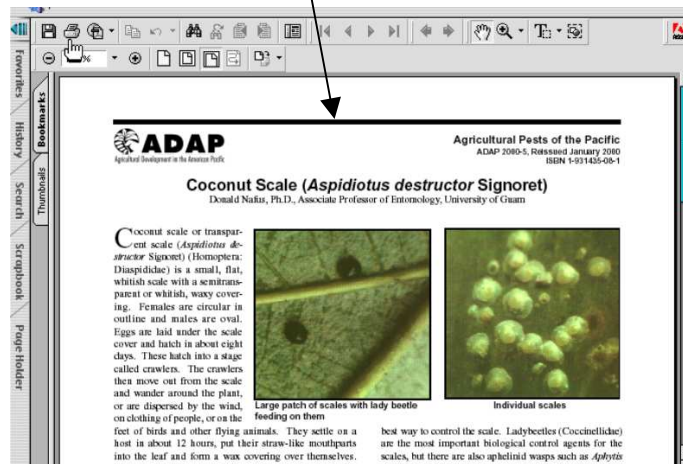 %
Favorites
History
Search
Scrapbook
Page Holder
Bookmarks
Thumbnails
ADAP
Agricultural Development in the American Pacific
Agricultural Pests of the Pacific
ADAP 2000-5, Reissued January 2000
ISBN 1-931435-08-1
Coconut Scale (Aspidiotus destructor Signoret)
Donald Nafus, Ph.D., Associate Professor of Entomology, University of Guam
Coconut scale or transpar-
ent scale (Aspidiotus de-
structor Signoret) (Homoptera:
Diaspididae) is a small, flat,
whitish scale with a semitrans-
parent or whitish, waxy cover-
ing. Females are circular in
outline and males are oval.
Eggs are laid under the scale
cover and hatch in about eight
days. These hatch into a stage
called crawlers. The crawlers
then move out from the scale
and wander around the plant,
or are dispersed by the wind,
on clothing of people, or on the
feet of birds and other flying animals. They settle on a
host in about 12 hours, put their straw-like mouthparts
into the leaf and form a wax covering over themselves.
Large patch of scales with lady beetle
feeding on them
Individual scales
best way to control the scale. Ladybeetles (Coccinellidae)
are the most important biological control agents for the
scales, but there are also aphelinid wasps such as Aphytis